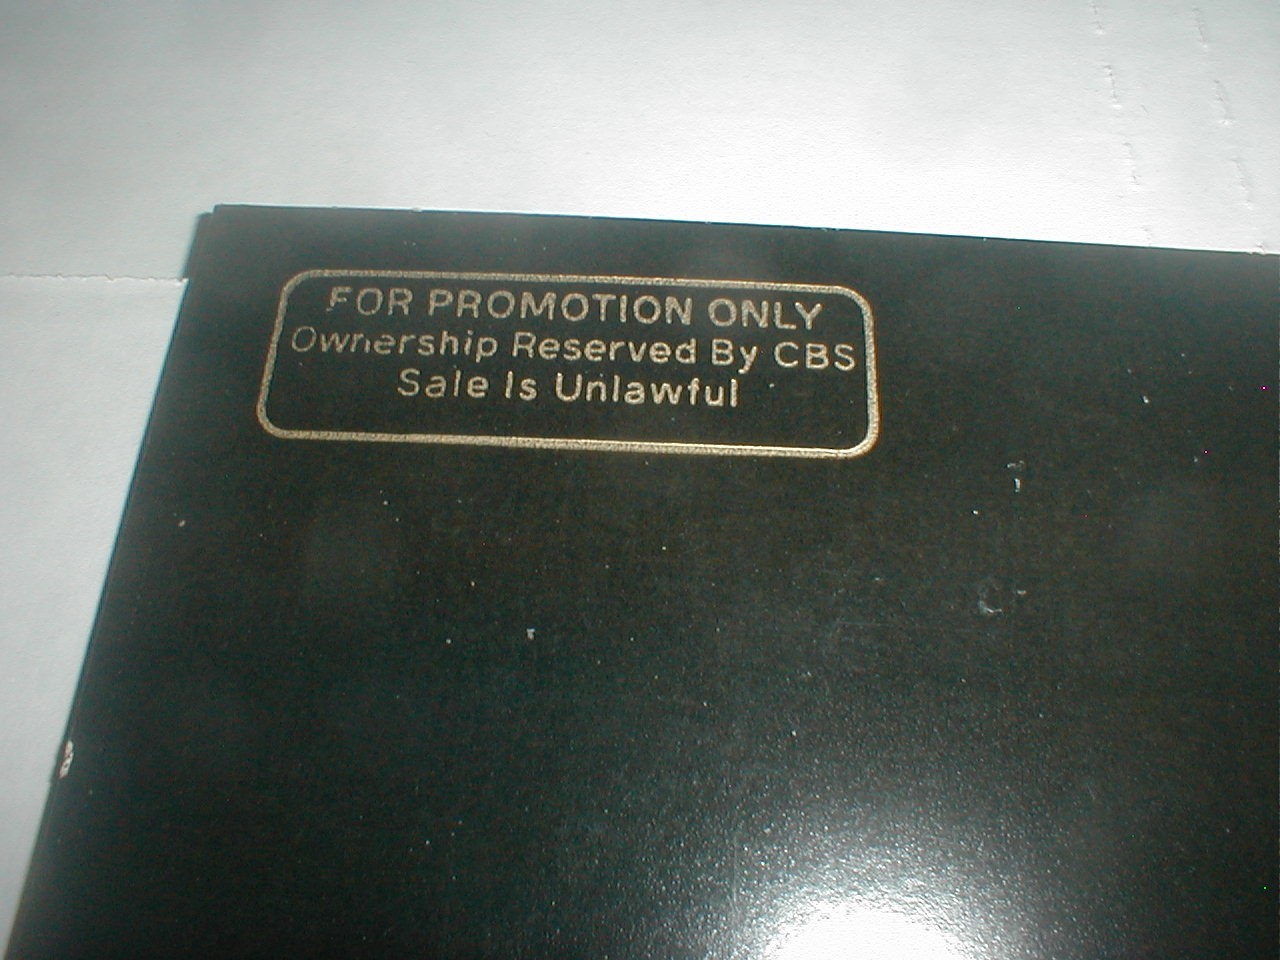 FOR PROMOTION ONLY
Ownership Reserved By CBS
Sale Is Unlawful